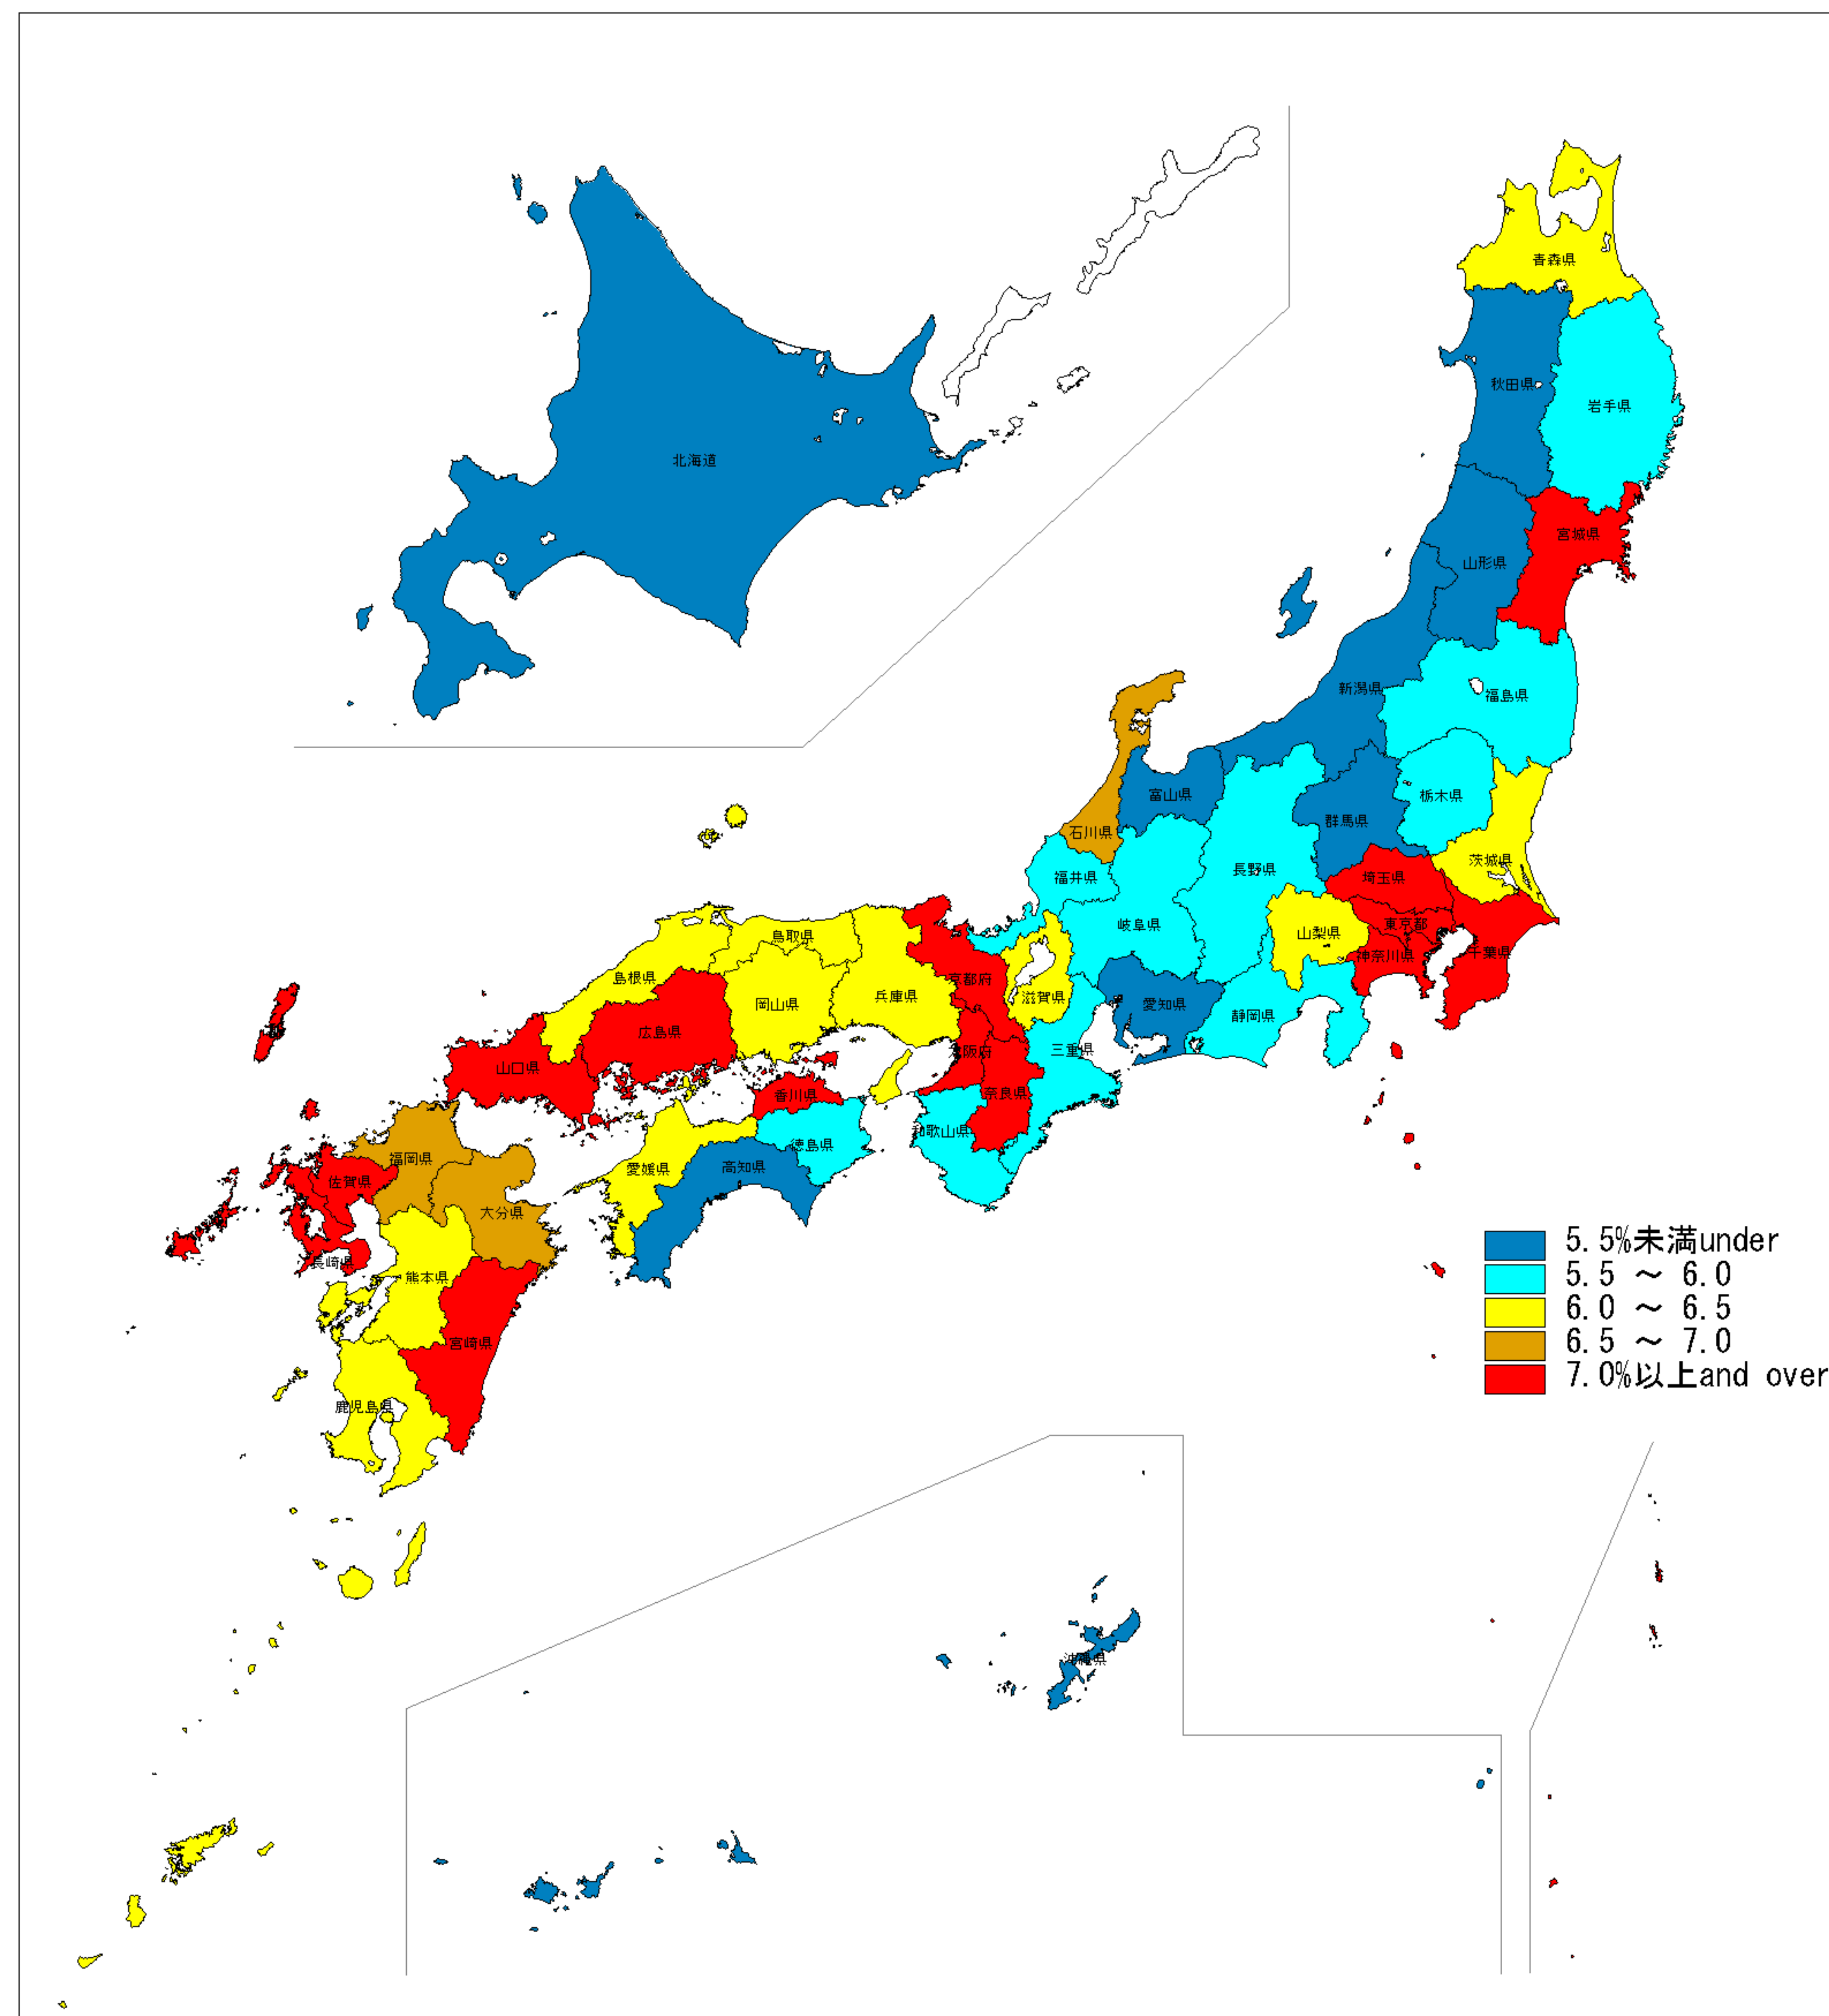 青森県
秋田県
岩手県
北海道
宮城県
山形県
新潟県
福島県
富山県
栃木県
群馬県
石川県
茨城県
長野県
福井県
埼玉県
岐阜県
東京都
山梨県
鳥取県
千葉県
神奈川県
島根県
京都府
兵庫県
滋賀県
岡山県
愛知県
静岡県
広島県
三重県
大阪府
山口県
香川県
奈良県
和歌山県
徳島県
福岡県
高知県
愛媛県
佐賀県
大分県
長崎県
熊本県
宮崎県
鹿児島県
沖縄県
5.5%未満under
5.5 ～ 6.0
6.0 ～ 6.5
6.5 ～ 7.0
7.0%以上and over